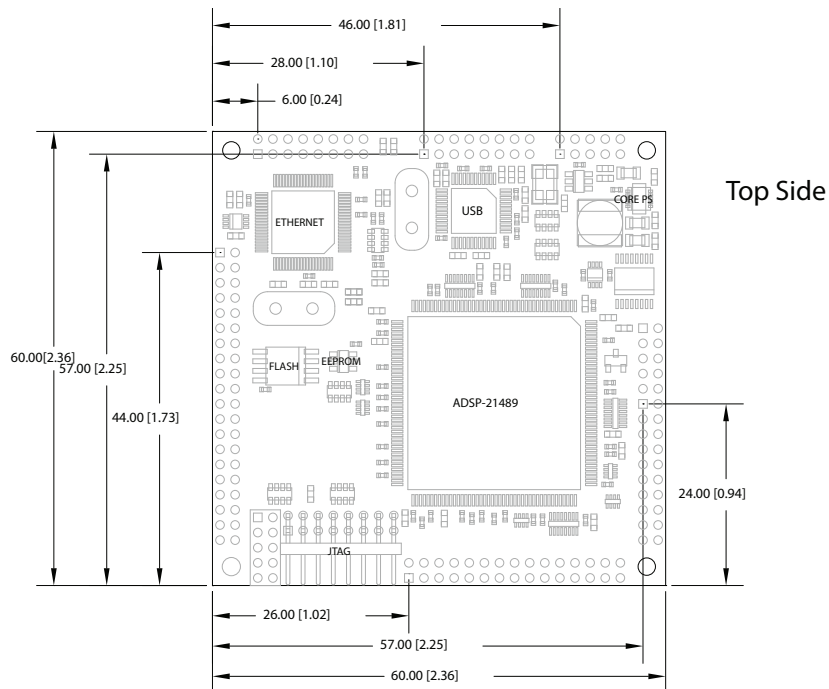 46.00 [1.81]
28.00 [1.10]
6.00 [0.24]
Top Side
CORE PS
USB
ETHERNET
60.00[2.36]
57.00 [2.25]
FLASH
EEPROM
ADSP-21489
44.00 [1.73]
24.00 [0.94]
JTAG
26.00 [1.02]
57.00 [2.25]
60.00 [2.36]